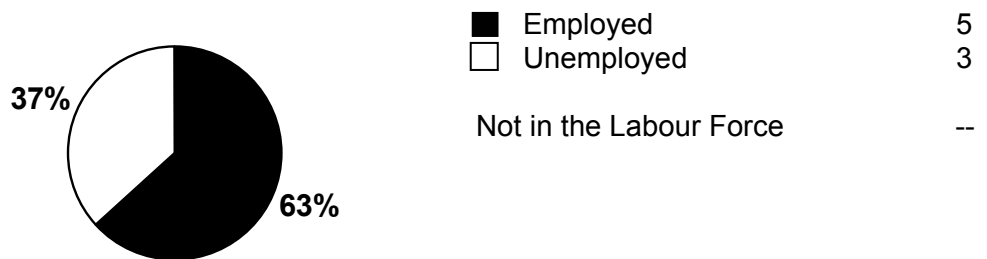 Employed 5
Unemployed 3
37%
Not in the Labour Force --
63%